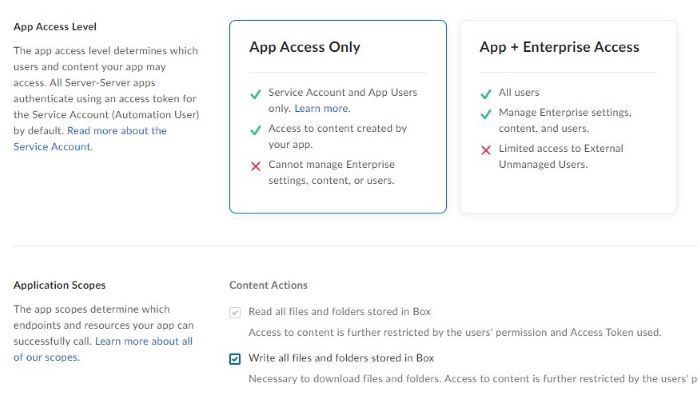 App Access Level
The app access level determines which
users and content your app may
access. All Server-Server apps
authenticate using an access token for
the Service Account (Automation User)
by default. Read more about the
Service Account.
App Access Only
Service Account and App Users
only. Learn more.
Access to content created by
your app.
Cannot manage Enterprise
settings, content, or users.
App + Enterprise Access
All users
Manage Enterprise settings,
content, and users.
Limited access to External
Unmanaged Users.
Application Scopes
The app scopes determine which
endpoints and resources your app can
successfully call. Learn more about all
of our scopes.
Content Actions
Read all files and folders stored in Box
Access to content is further restricted by the users' permission and Access Token used.
Write all files and folders stored in Box
Necessary to download files and folders. Access to content is further restricted by the users' p